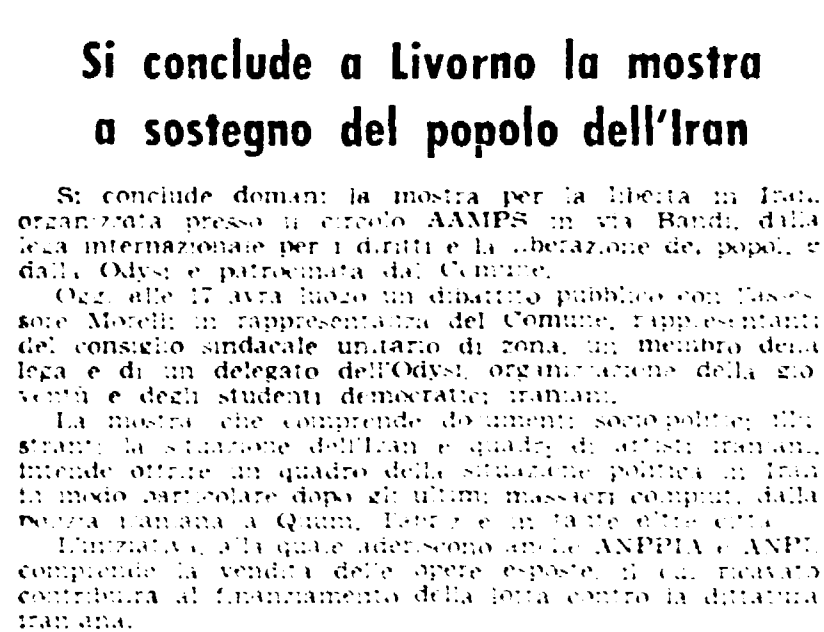 Si conclude a Livorno la mostra
a sostegno del popolo dell'Iran
Si conclude domani la mostra per la libertà in Iran,
organizzata presso il circolo AAMPS in via Bandi, dalla
lega internazionale per i diritti e la liberazione dei popoli, e
dalla Odysi e patrocinata dal Comune.
Oggi alle 17 avrà luogo un dibattito pubblico con l'asses-
sore Morelli in rappresentanza del Comune, rappresentanti
del consiglio sindacale unitario di zona, un membro della
lega e di un delegato dell'Odysi, organizzazione della gio-
ventù e degli studenti democratici iraniani.
La mostra che comprende documenti socio-politici illu-
stranti la situazione dell'Iran e quadri di artisti iraniani,
intende offrire un quadro della situazione politica in Iran
in modo particolare dopo gli ultimi massacri compiuti dalla
polizia iraniana a Quum, Tabriz e in tante altre città
L'iniziativa, alla quale aderiscono anche ANPPIA e ANPI,
comprende la vendita delle opere esposte, il cui ricavato
contribuirà al finanziamento della lotta contro la dittatura
iraniana.